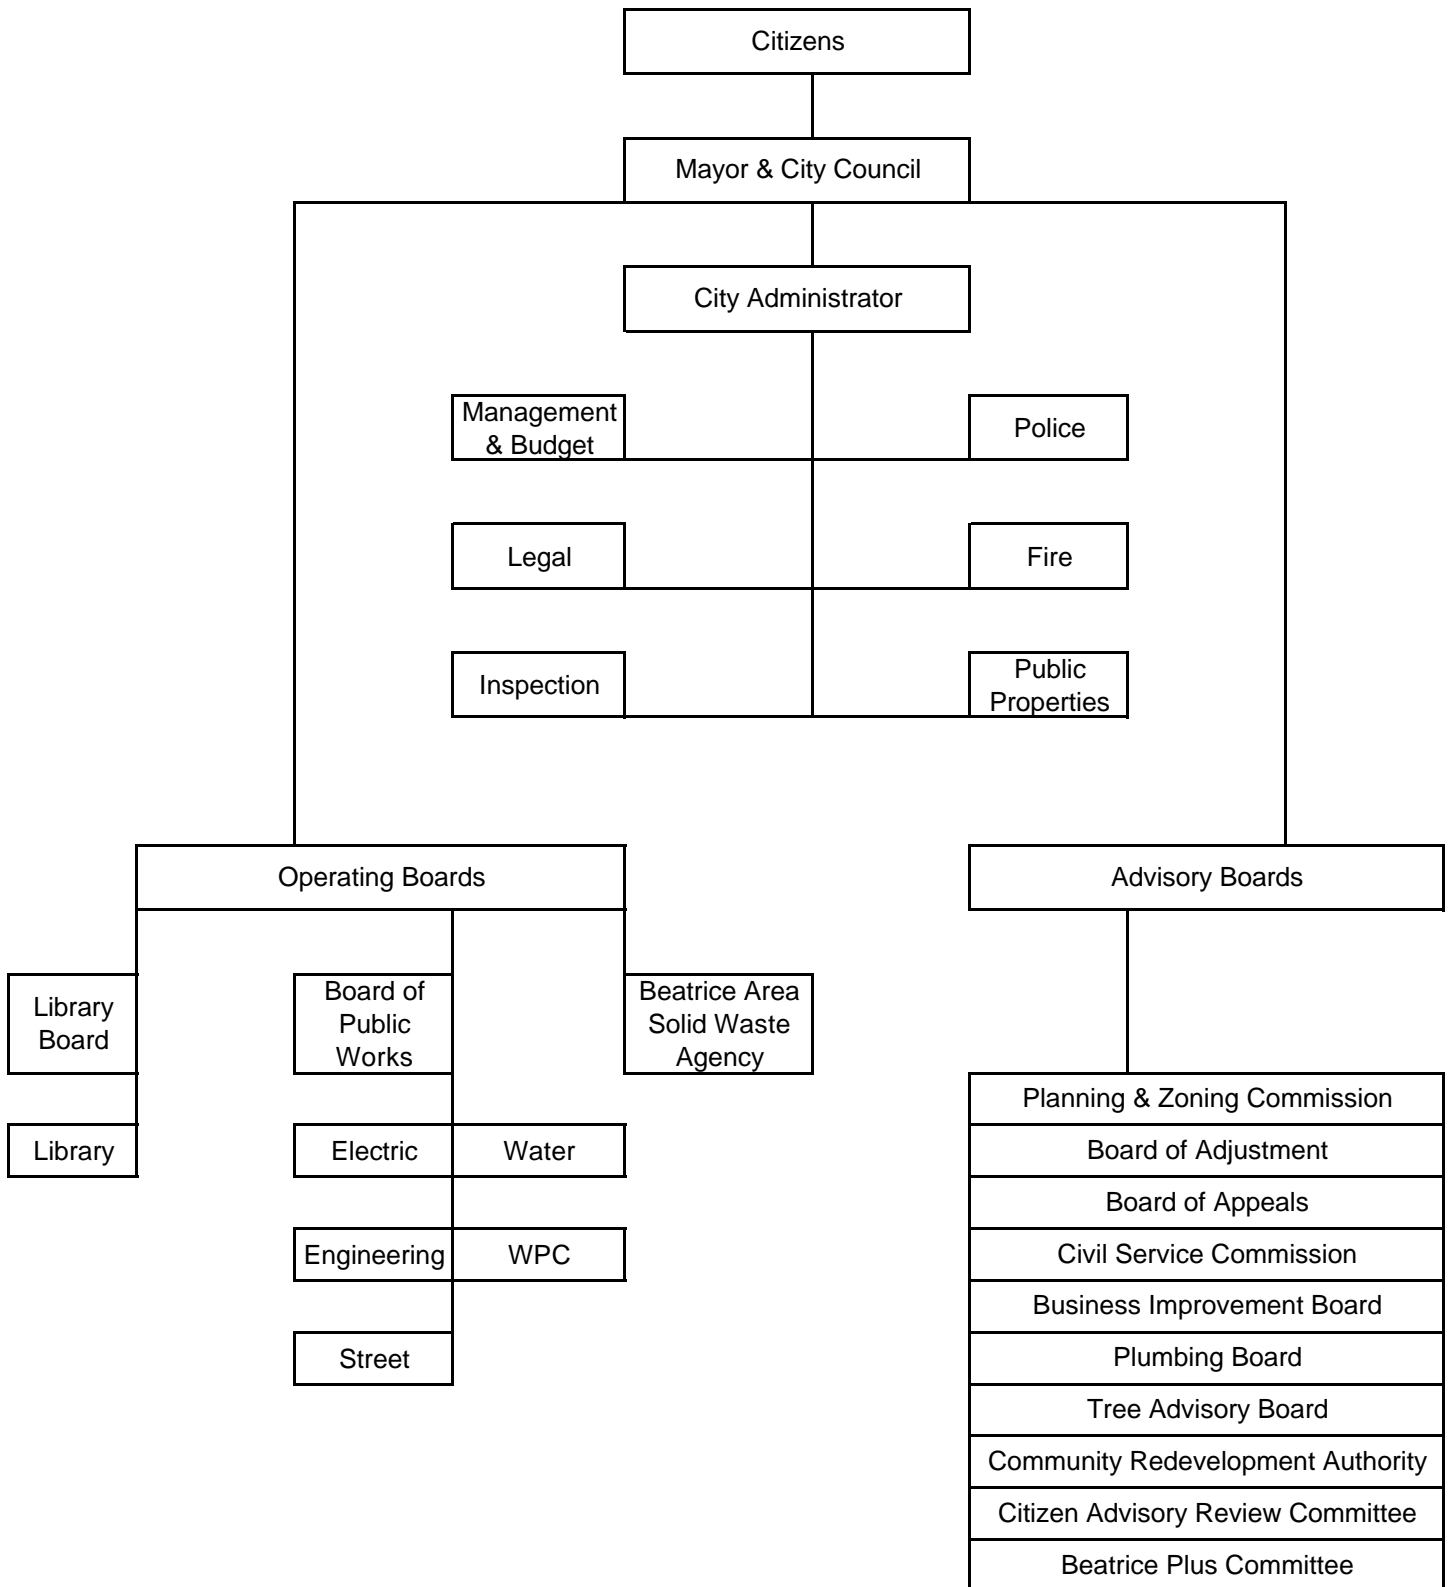 Citizens
Mayor & City Council
City Administrator
Management
& Budget
Police
Legal
Fire
Inspection
Public
Properties
Operating Boards
Advisory Boards
Library
Board
Board of
Public
Works
Beatrice Area
Solid Waste
Agency
Library
Electric
Water
Engineering
WPC
Street
Planning & Zoning Commission
Board of Adjustment
Board of Appeals
Civil Service Commission
Business Improvement Board
Plumbing Board
Tree Advisory Board
Community Redevelopment Authority
Citizen Advisory Review Committee
Beatrice Plus Committee